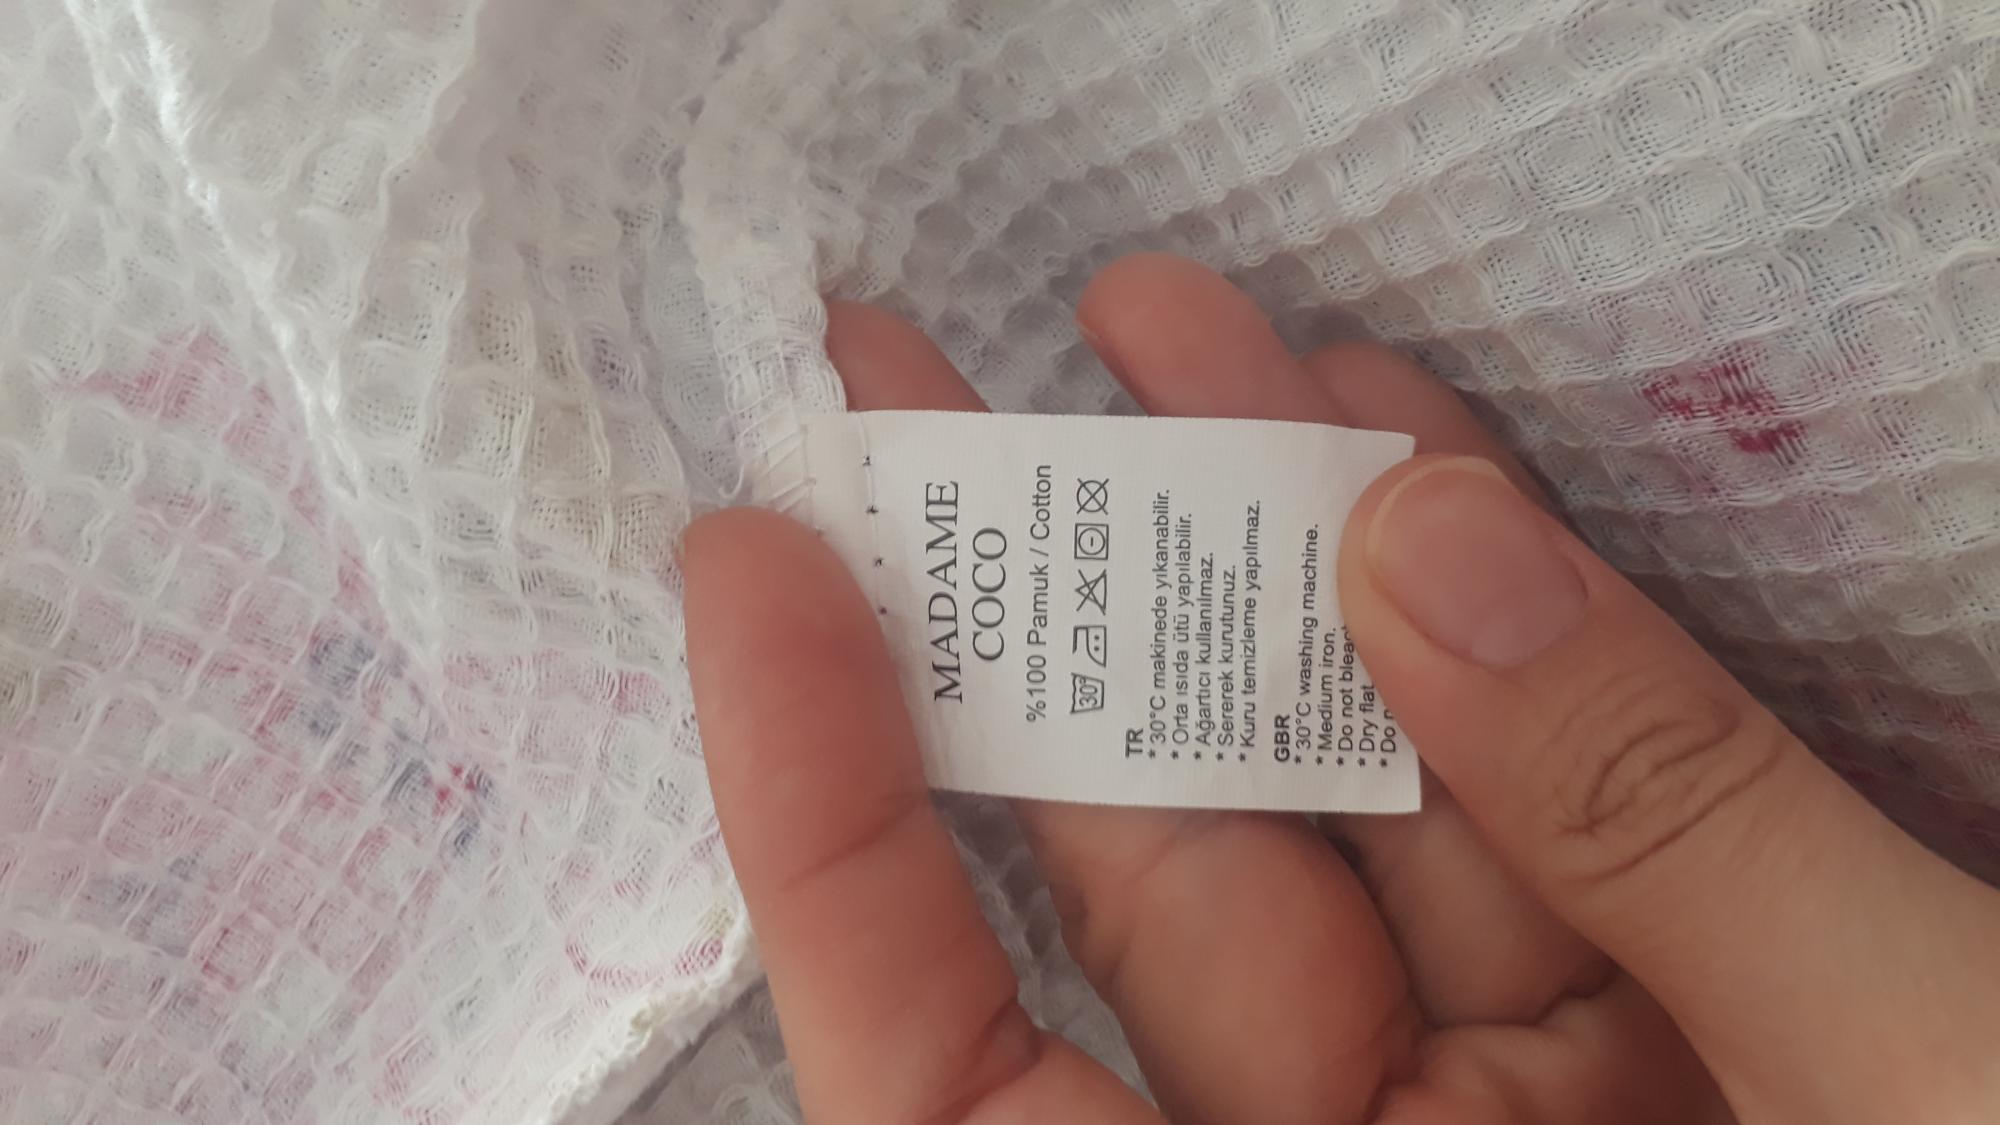 MADAME
COCO
%100 Pamuk / Cotton
30°
TR
* 30°C makinede yıkanabilir.
* Orta ısıda ütü yapılabilir.
* Ağartıcı kullanılmaz.
* Sererek kurutunuz.
* Kuru temizleme yapılmaz.
GBR
* 30°C washing machine.
* Medium iron.
* Do not
* Dry flat
* Do